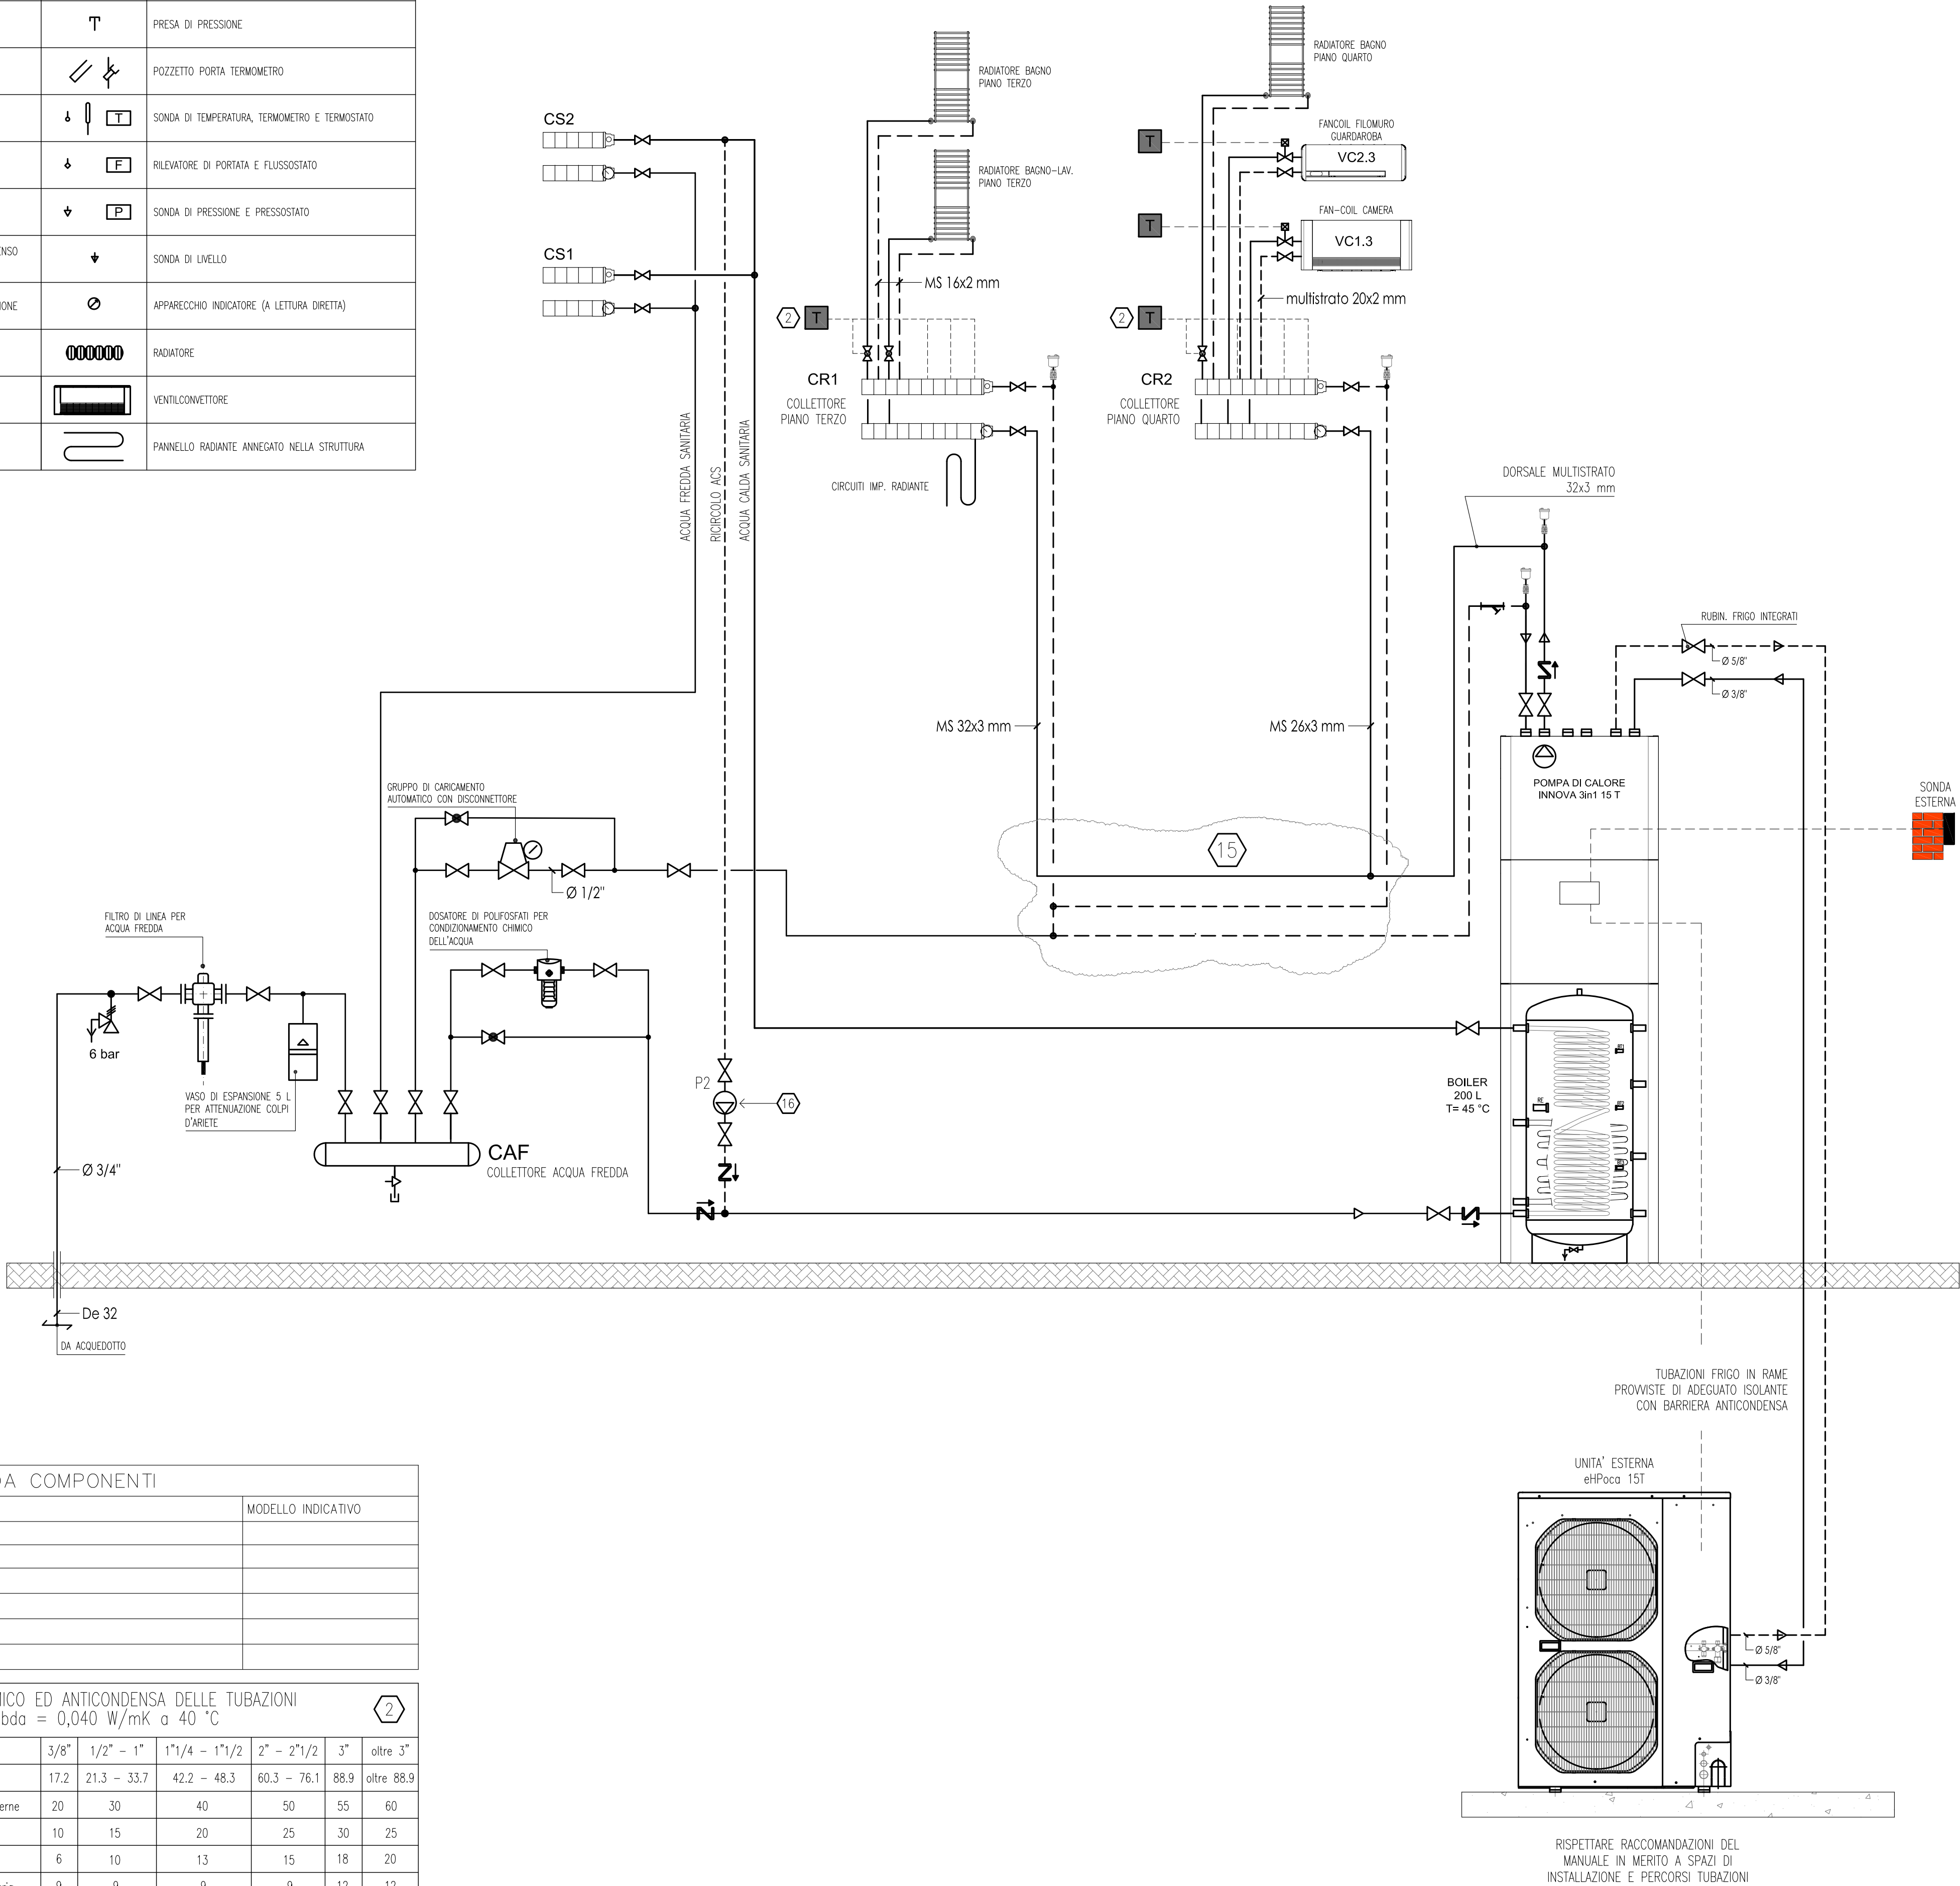 PRESA DI PRESSIONE
POZZETTO PORTA TERMOMETRO
T
SONDA DI TEMPERATURA, TERMOMETRO E TERMOSTATO
F
RILEVATORE DI PORTATA E FLUSSOSTATO
P
SONDA DI PRESSIONE E PRESSOSTATO
ENSO
SONDA DI LIVELLO
IONE
APPARECCHIO INDICATORE (A LETTURA DIRETTA)
RADIATORE
VENTILCONVETTORE
PANNELLO RADIANTE ANNEGATO NELLA STRUTTURA
CS2
CS1
RADIATORE BAGNO
PIANO TERZO
RADIATORE BAGNO-LAV.
PIANO TERZO
RADIATORE BAGNO
PIANO QUARTO
T
FANCOIL FILOMURO
GUARDAROBA
VC2.3
T
FAN-COIL CAMERA
VC1.3
MS 16x2 mm
multistrato 20x2 mm
2
T
2
T
CR1
COLLETTORE
PIANO TERZO
CR2
COLLETTORE
PIANO QUARTO
CIRCUITI IMP. RADIANTE
ACQUA FREDDA SANITARIA
RICIRCOLO ACS
ACQUA CALDA SANITARIA
DORSALE MULTISTRATO
32x3 mm
RUBIN. FRIGO INTEGRATI
Ø 5/8"
Ø 3/8"
MS 32x3 mm
MS 26x3 mm
POMPA DI CALORE
INNOVA 3in1 15 T
SONDA
ESTERNA
GRUPPO DI CARICAMENTO
AUTOMATICO CON DISCONNETTORE
Ø 1/2"
15
FILTRO DI LINEA PER
ACQUA FREDDA
DOSATORE DI POLIFOSFATI PER
CONDIZIONAMENTO CHIMICO
DELL'ACQUA
6 bar
VASO DI ESPANSIONE 5 L
PER ATTENUAZIONE COLPI
D'ARIETE
P2
16
BOILER
200 L
T= 45 °C
RE
CAF
COLLETTORE ACQUA FREDDA
Ø 3/4"
De 32
DA ACQUEDOTTO
TUBAZIONI FRIGO IN RAME
PROVVISTE DI ADEGUATO ISOLANTE
CON BARRIERA ANTICONDENSA
UNITA' ESTERNA
eHPoca 15T
Ø 5/8"
Ø 3/8"
RISPETTARE RACCOMANDAZIONI DEL
MANUALE IN MERITO A SPAZI DI
INSTALLAZIONE E PERCORSI TUBAZIONI
DA COMPONENTI
MODELLO INDICATIVO
MICO ED ANTICONDENSA DELLE TUBAZIONI
bda = 0,040 W/mK a 40 °C
2
3/8" 1/2" - 1" 1"1/4 - 1"1/2 2" - 2"1/2 3" oltre 3"
17.2 21.3 - 33.7 42.2 - 48.3 60.3 - 76.1 88.9 oltre 88.9
erne 20 30 40 50 55 60
10 15 20 25 30 25
6 10 13 15 18 20
9 9 9 9 12 12